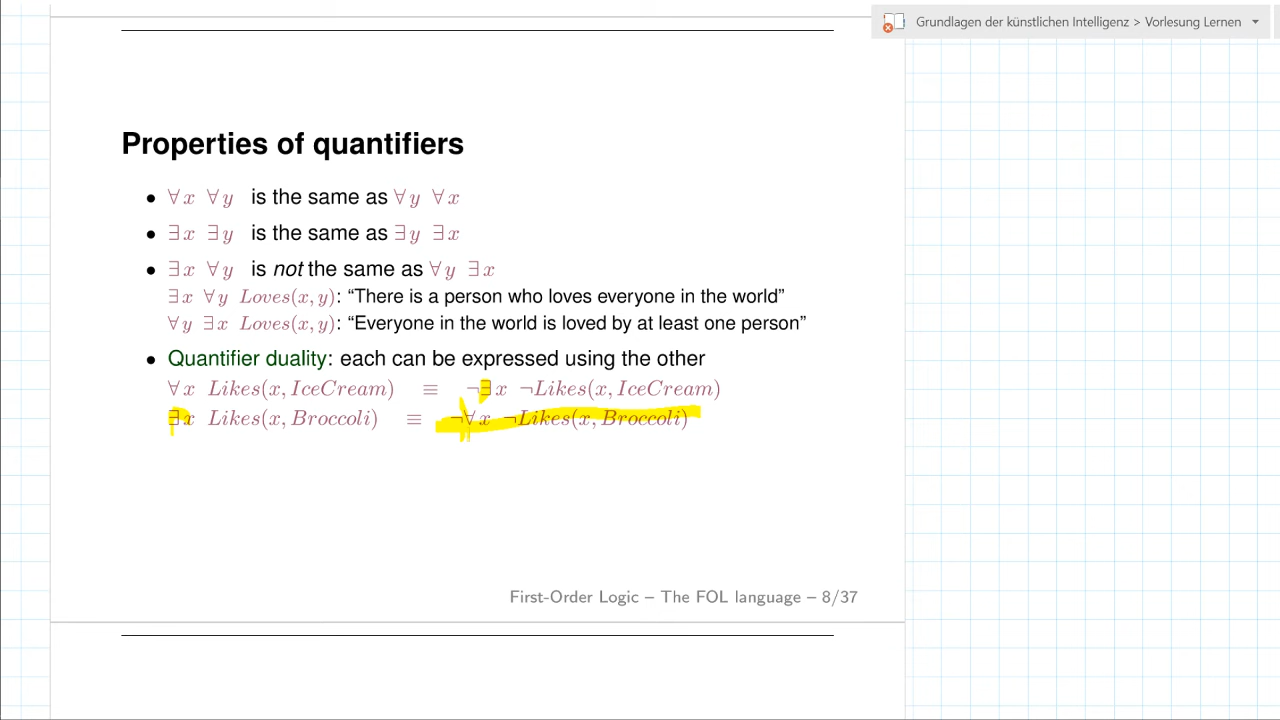 Grundlagen der künstlichen Intelligenz > Vorlesung Lernen
Properties of quantifiers
• ∀x ∀y is the same as ∀y ∀x
• ∃x ∃y is the same as ∃y ∃x
• ∃x ∀y is not the same as ∀y ∃x
∃x ∀y Loves(x, y): “There is a person who loves everyone in the world”
∀y ∃x Loves(x, y): “Everyone in the world is loved by at least one person”
• Quantifier duality: each can be expressed using the other
∀x Likes(x, IceCream) ≡ ¬∃x ¬Likes(x, IceCream)
∃x Likes(x, Broccoli) ≡ ¬∀x ¬Likes(x, Broccoli)
First-Order Logic – The FOL language – 8/37